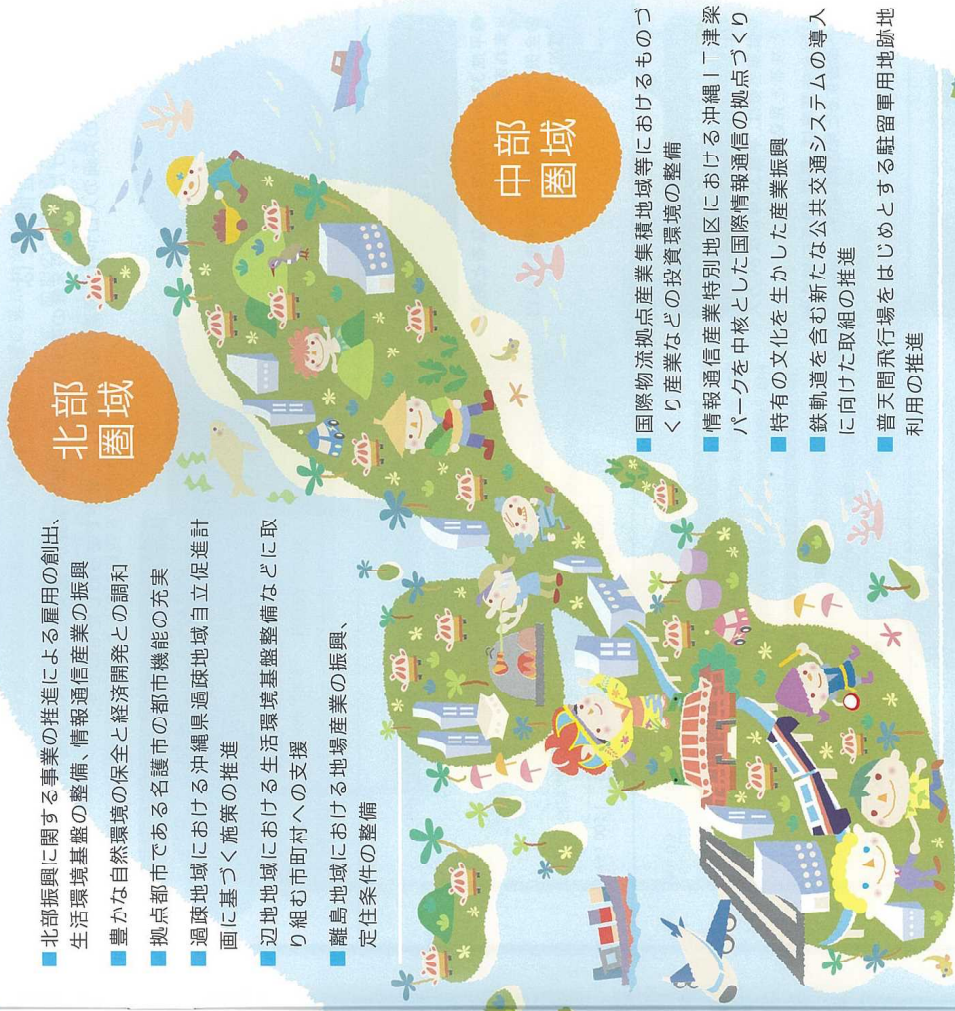 北部
圏域
■北部振興に関する事業の推進による雇用の創出、
生活環境基盤の整備、情報通信産業の振興
■豊かな自然環境の保全と経済開発との調和
■拠点都市である名護市の都市機能の充実
■過疎地域における沖縄県過疎地域自立促進計
画に基づく施策の推進
■辺地地域における生活環境基盤整備などに取
り組む市町村への支援
■離島地域における地場産業の振興、
定住条件の整備
中部
圏域
■国際物流拠点産業集積地域等におけるものづ
くり産業などの投資環境の整備
■情報通信産業特別地区における沖縄IT津梁
パークを中核とした国際情報通信の拠点づくり
■特有の文化を生かした産業振興
■鉄軌道を含む新たな公共交通システムの導入
に向けた取組の推進
■普天間飛行場をはじめとする駐留軍用地跡地
利用の推進